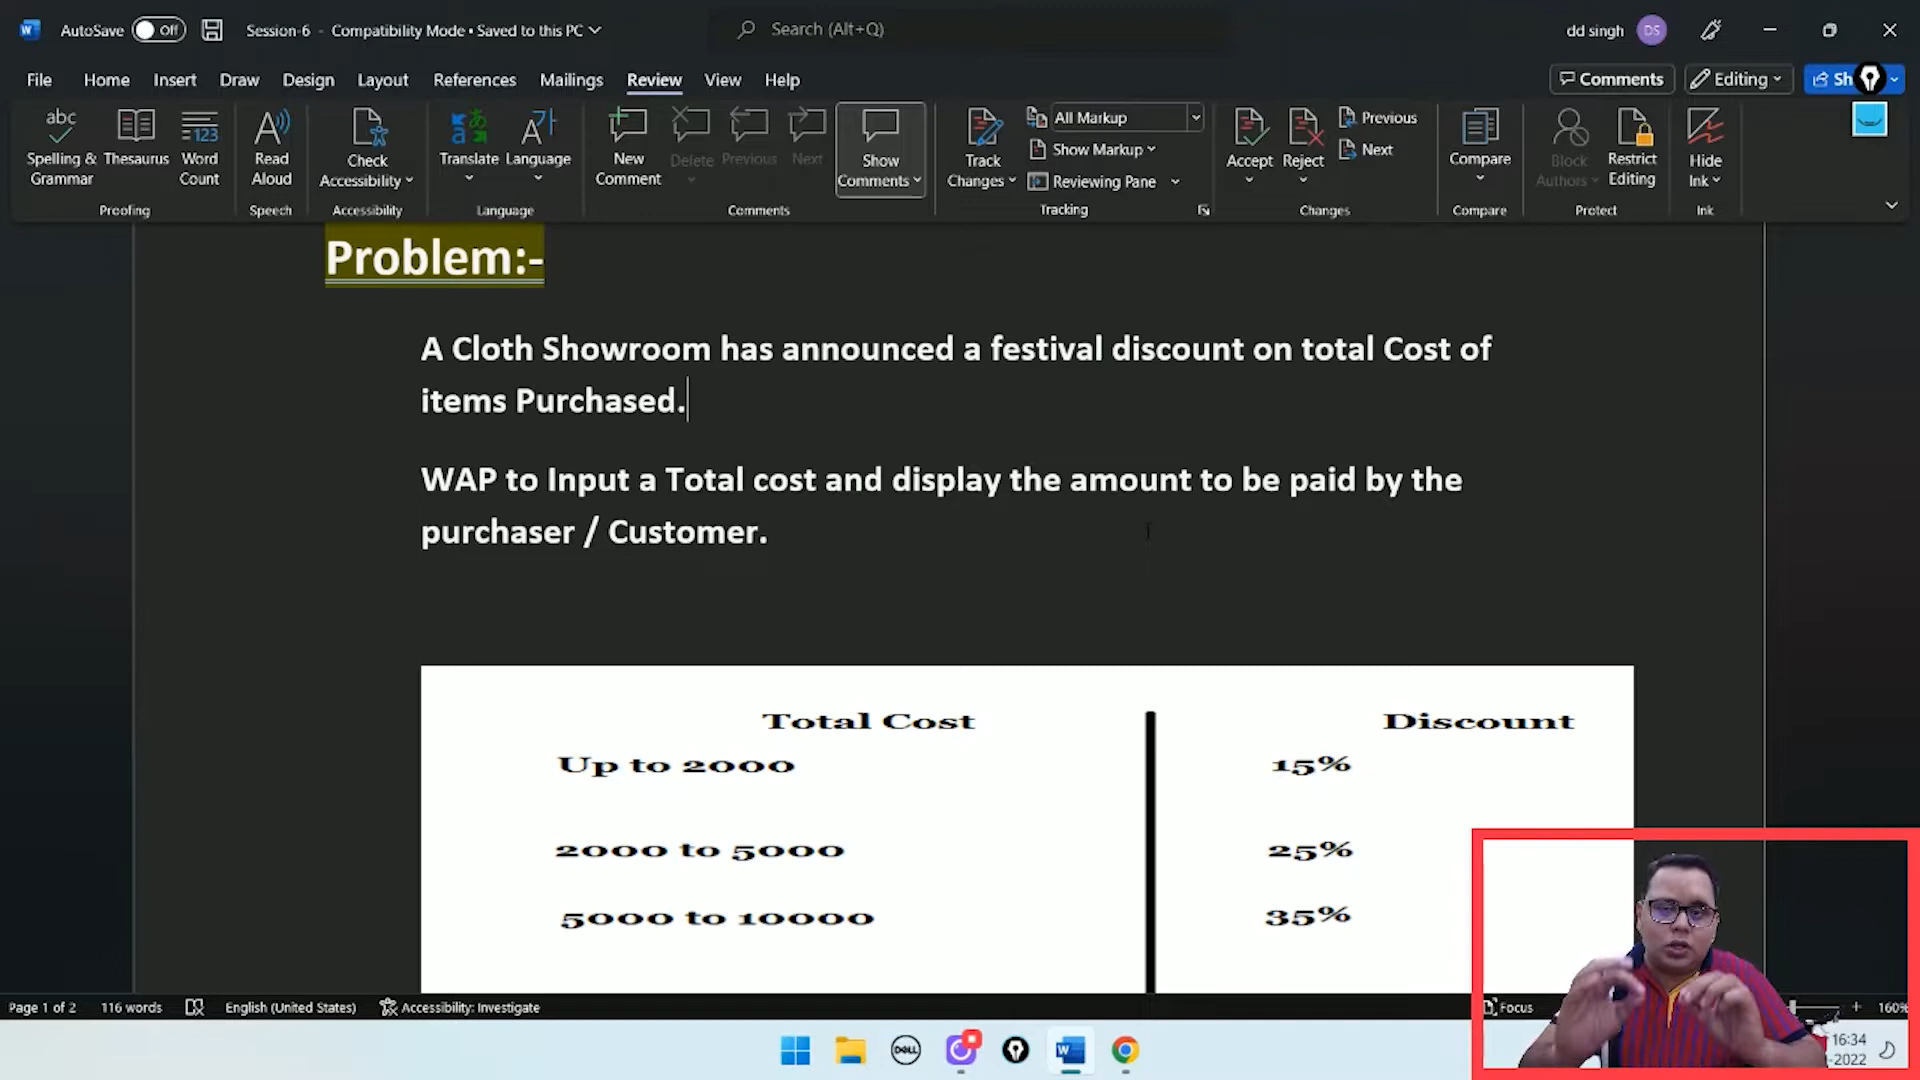 AutoSave Off Session-6 - Compatibility Mode • Saved to this PC Search (Alt+Q) dd singh DS
File Home Insert Draw Design Layout References Mailings Review View Help Comments Editing Sh
abc
Spelling & Grammar
Thesaurus
123
Word Count
Read Aloud
Check Accessibility
Translate
Language
New Comment
Delete
Previous
Next
Show Comments
Track Changes
All Markup
Show Markup
Reviewing Pane
Accept
Reject
Previous
Next
Compare
Block Authors
Restrict Editing
Hide Ink
Proofing Speech Accessibility Language Comments Tracking Changes Compare Protect Ink
Problem:-
A Cloth Showroom has announced a festival discount on total Cost of
items Purchased.
WAP to Input a Total cost and display the amount to be paid by the
purchaser / Customer.
Total Cost Discount
Up to 2000 15%
2000 to 5000 25%
5000 to 10000 35%
Page 1 of 2 116 words English (United States) Accessibility: Investigate Focus 160%
DELL
16:34
-2022